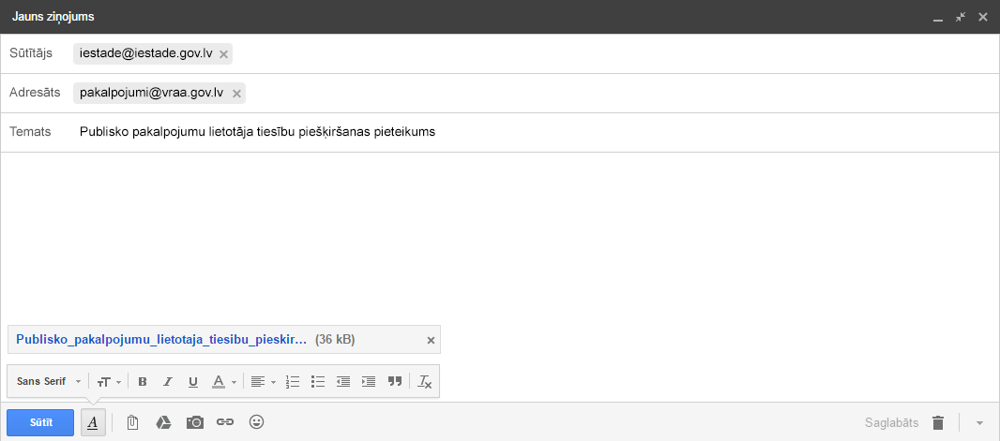 Jauns ziņojums
Sūtītājs iestade@iestade.gov.lv
Adresāts pakalpojumi@vraa.gov.lv
Temats Publisko pakalpojumu lietotāja tiesību piešķiršanas pieteikums
Publisko_pakalpojumu_lietotaja_tiesibu_pieskir... (36 kB)
Sans Serif
Sūtīt
Saglabāts